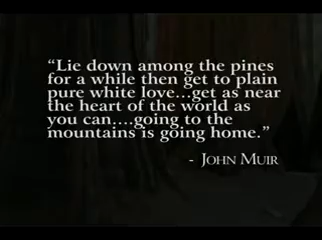 “Lie down among the pines
for a while then get to plain
pure white love...get as near
the heart of the world as
you can....going to the
mountains is going home.”
- John Muir